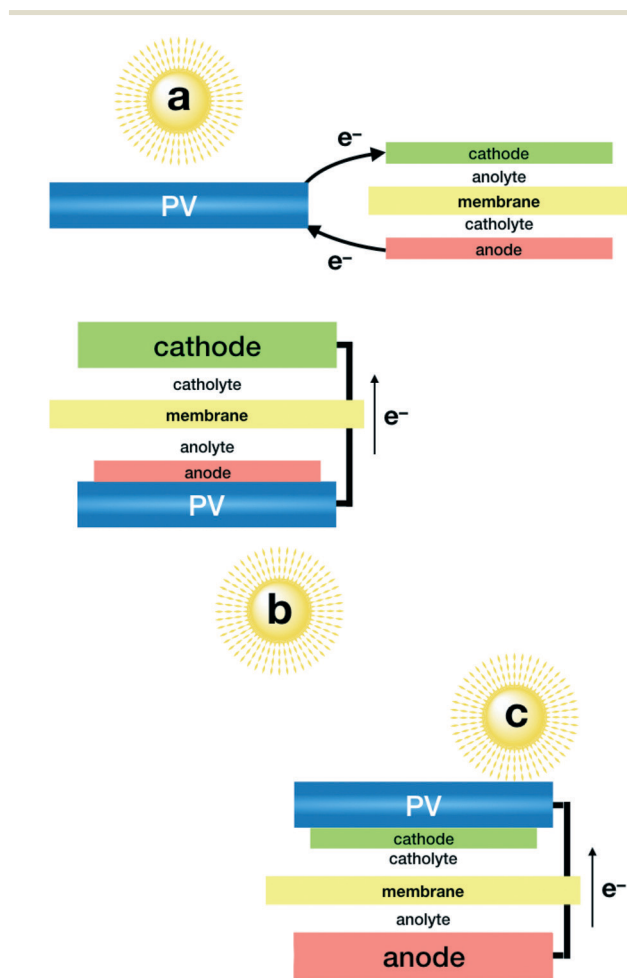 a
e⁻
cathode
anolyte
PV
membrane
catholyte
e⁻
anode
cathode
catholyte
membrane
e⁻
anolyte
anode
PV
b
c
PV
cathode
catholyte
membrane
e⁻
anolyte
anode